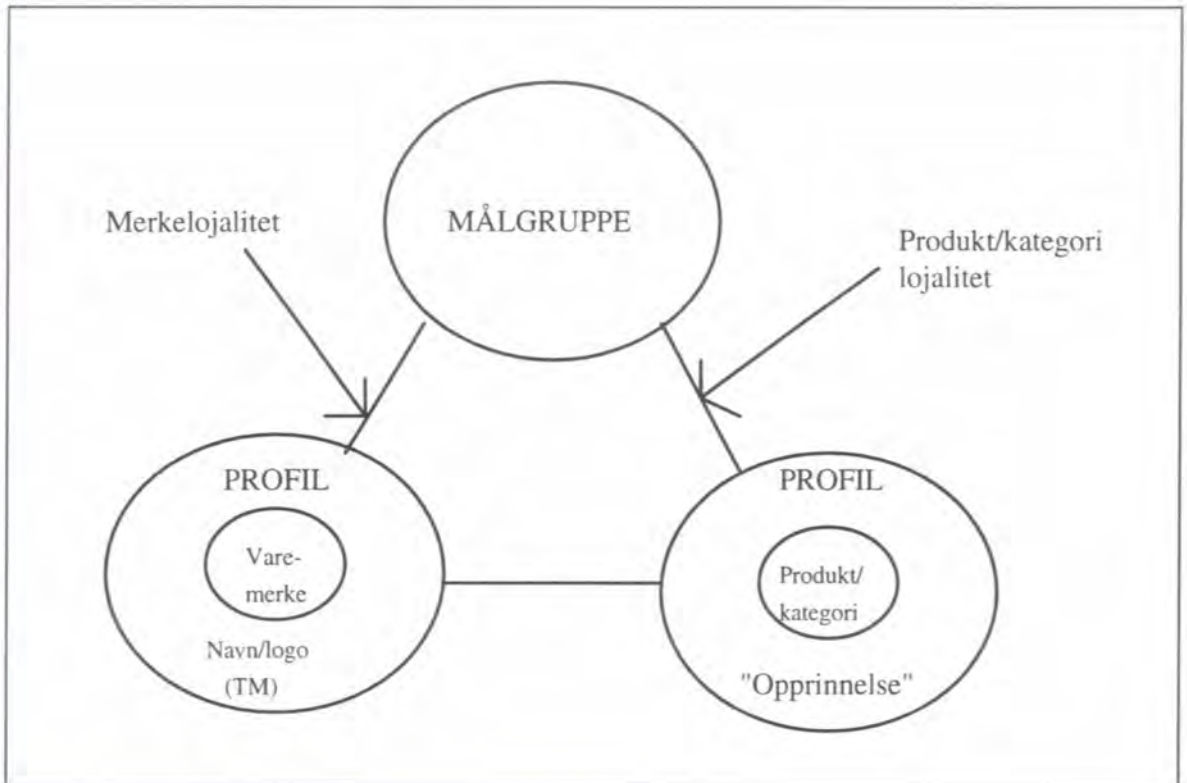 MÅLGRUPPE
Merkelojalitet
Produkt/kategori
lojalitet
PROFIL
Vare-
merke
Navn/logo
(TM)
PROFIL
Produkt/
kategori
"Opprinnelse"